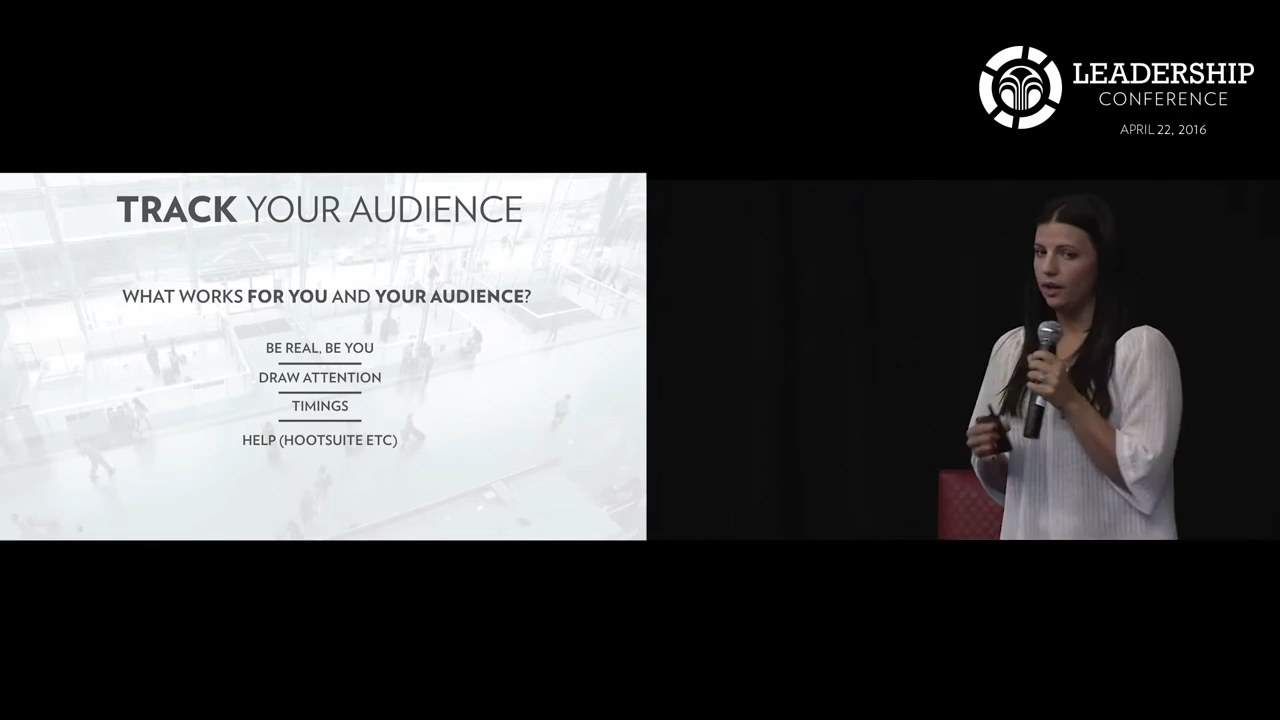 LEADERSHIP
CONFERENCE
APRIL 22, 2016
TRACK YOUR AUDIENCE
WHAT WORKS FOR YOU AND YOUR AUDIENCE?
BE REAL, BE YOU
DRAW ATTENTION
TIMINGS
HELP (HOOTSUITE ETC)